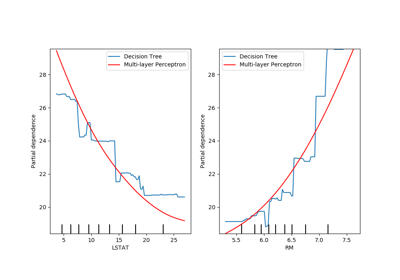 Decision Tree
Multi-layer Perceptron
28
26
24
22
20
Partial dependence
5
10
15
20
25
LSTAT
Decision Tree
Multi-layer Perceptron
28
26
24
22
20
Partial dependence
5.5
6.0
6.5
7.0
7.5
RM